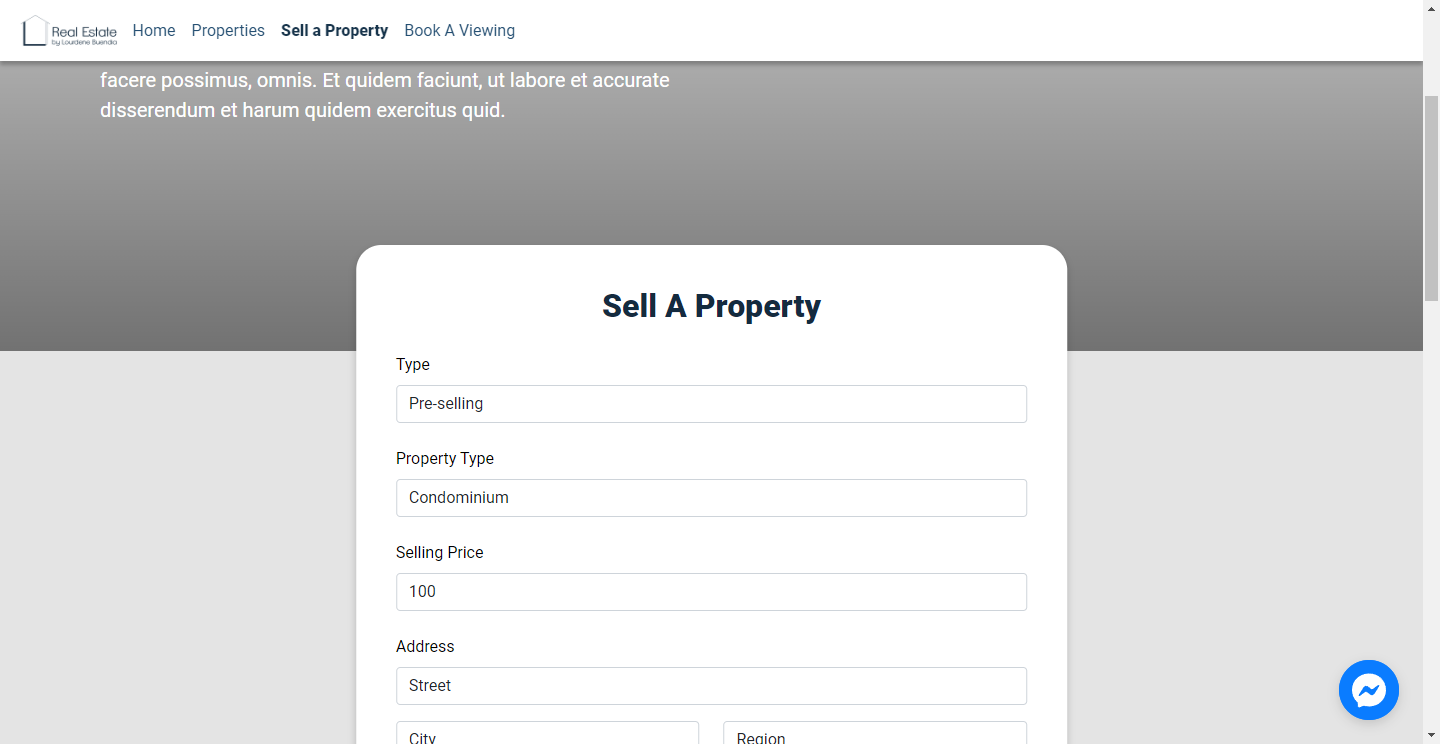 Real Estate
by Lourdene Buendia
Home Properties Sell a Property Book A Viewing
facere possimus, omnis. Et quidem faciunt, ut labore et accurate
disserendum et harum quidem exercitus quid.
Sell A Property
Type
Pre-selling
Property Type
Condominium
Selling Price
100
Address
Street
City Region